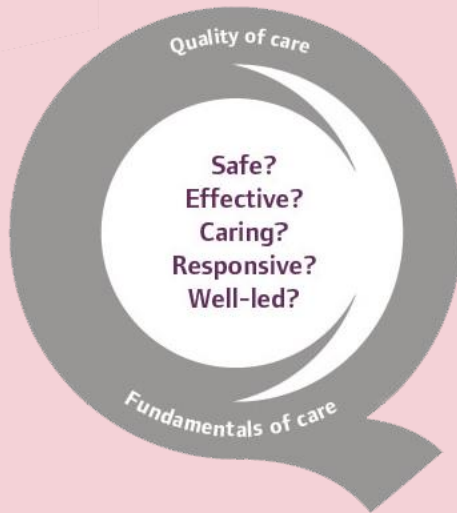 Quality of care
Safe?
Effective?
Caring?
Responsive?
Well-led?
Fundamentals of care